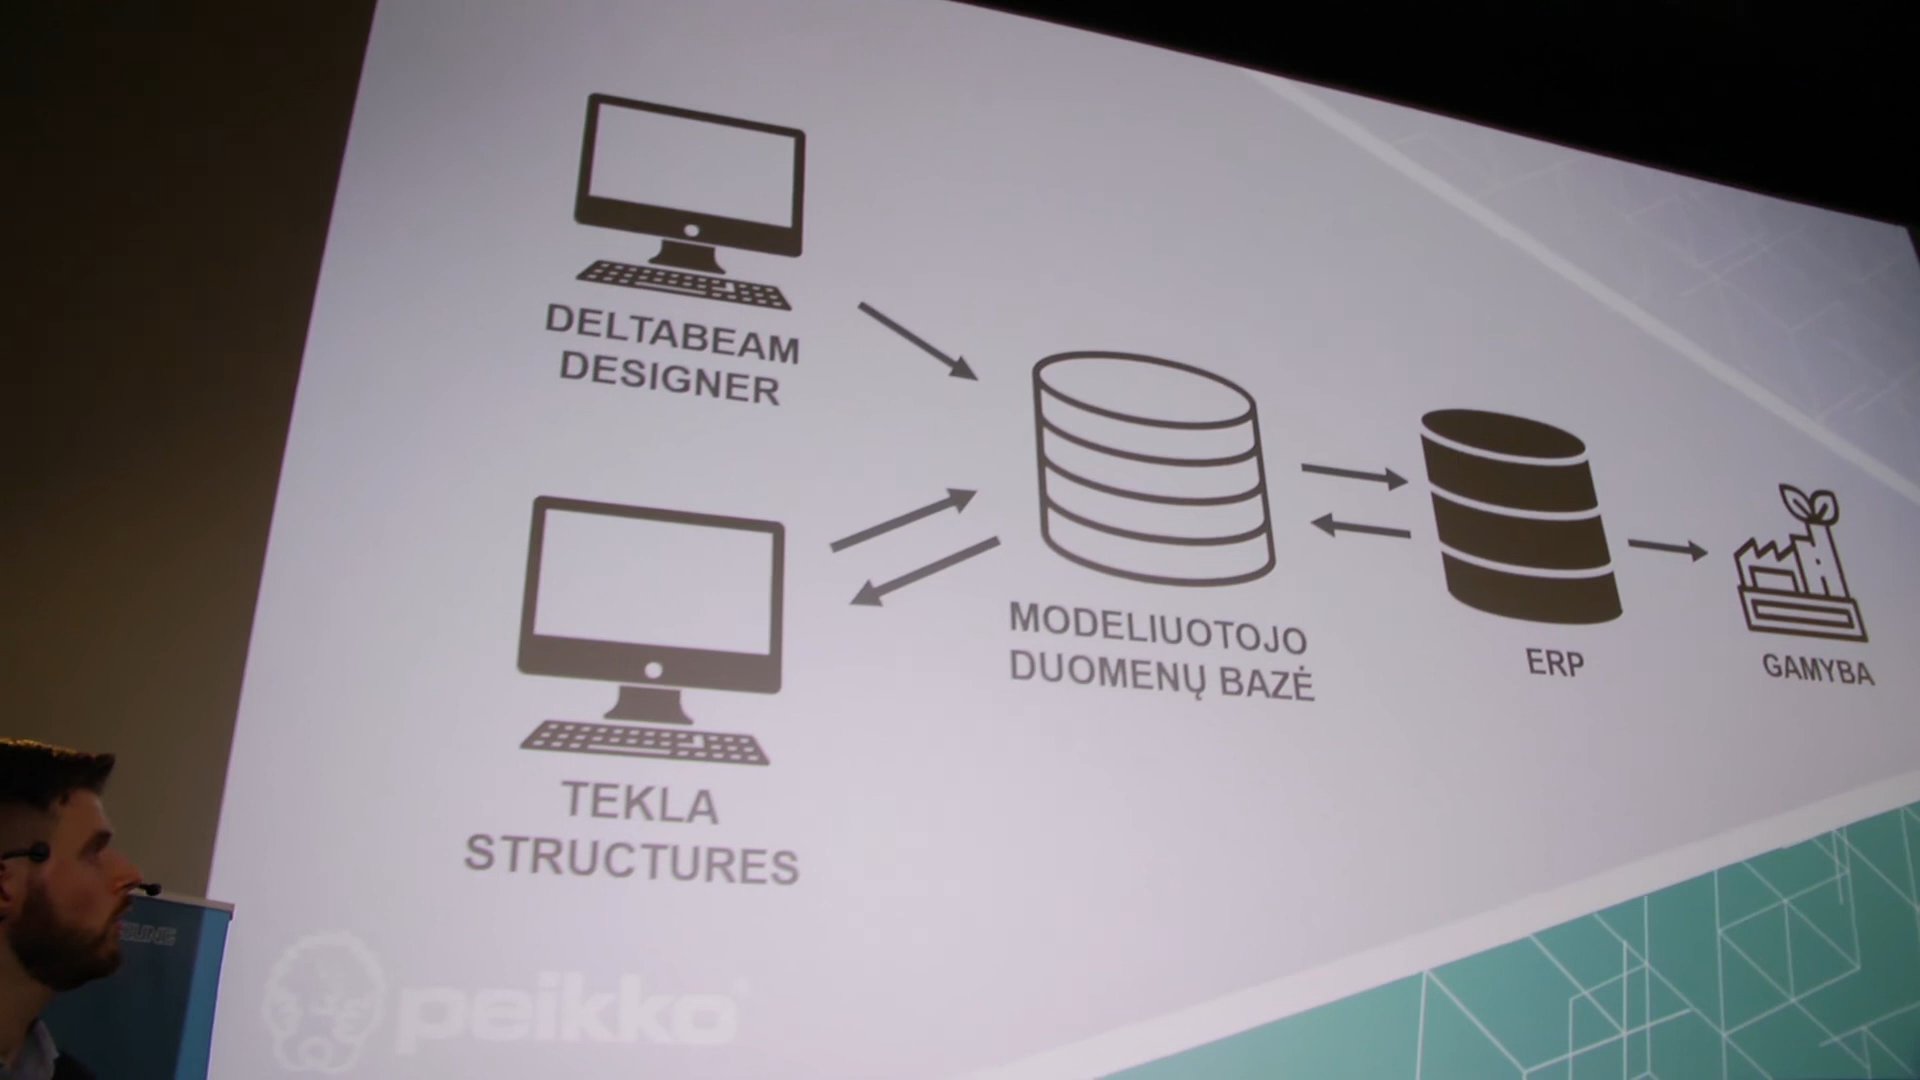 DELTABEAM
DESIGNER
MODELIUOTOJO
DUOMENŲ BAZĖ
ERP
GAMYBA
TEKLA
STRUCTURES
peikko